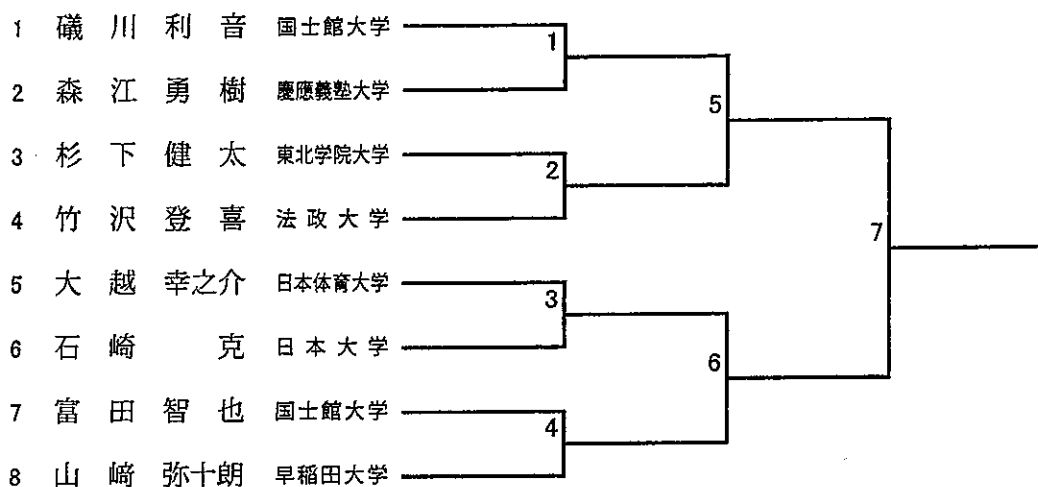 1 礒川利音 国士館大学
2 森江勇樹 慶應義塾大学
3 杉下健太 東北学院大学
4 竹沢登喜 法政大学
5 大越幸之介 日本体育大学
6 石崎克 日本大学
7 富田智也 国士館大学
8 山﨑弥十朗 早稲田大学
1
2
3
4
5
6
7